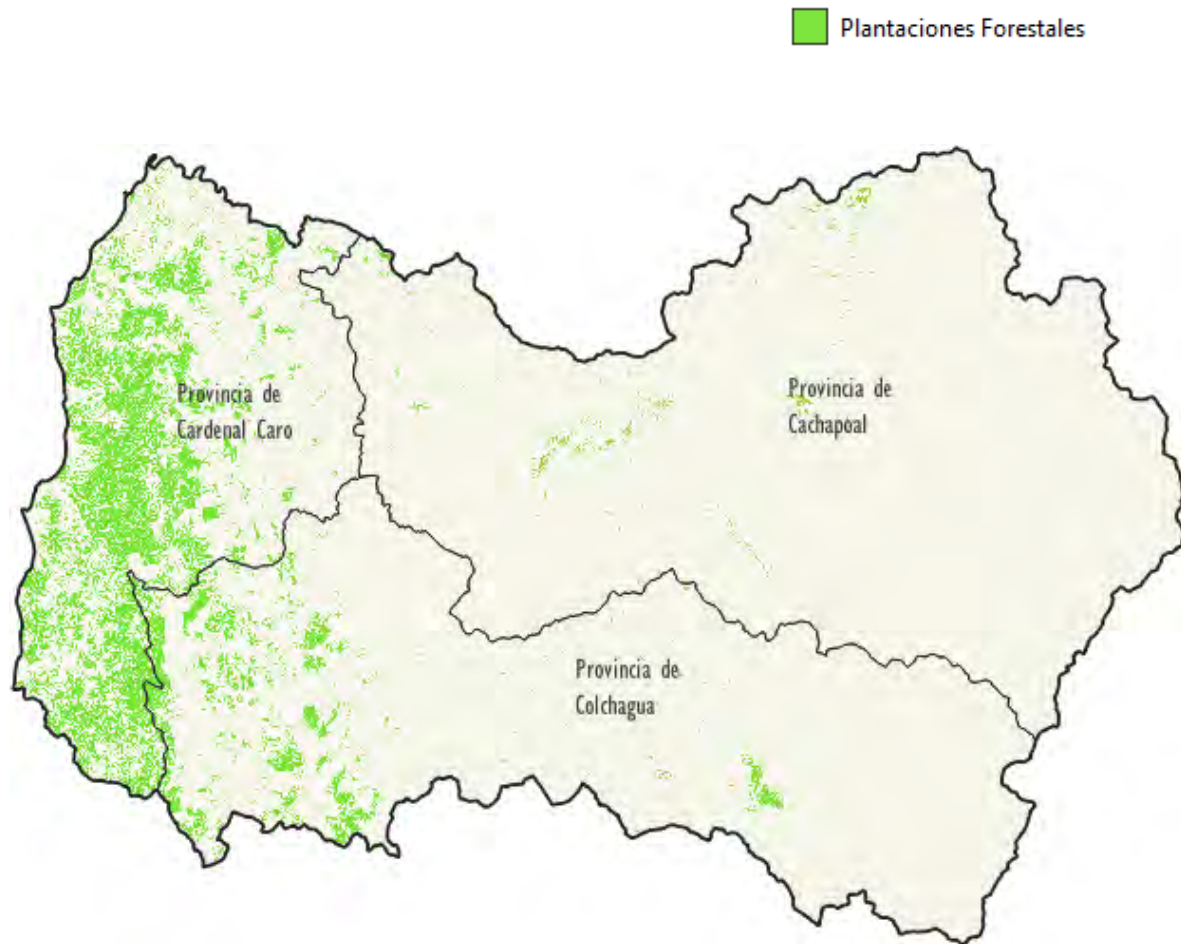 Plantaciones Forestales
Provincia de
Cardenal Caro
Provincia de
Cachapoal
Provincia de
Colchagua